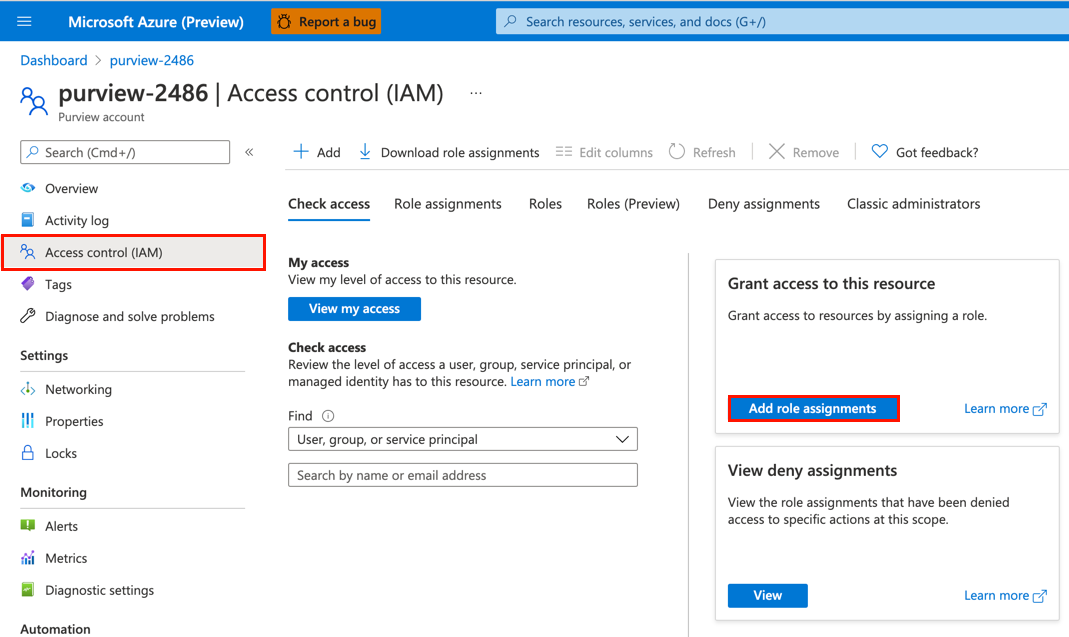 Microsoft Azure (Preview)
Report a bug
Search resources, services, and docs (G+/)
Dashboard > purview-2486
purview-2486 | Access control (IAM) ...
Purview account
Search (Cmd+/)
«
Overview
Activity log
Access control (IAM)
Tags
Diagnose and solve problems
Settings
Networking
Properties
Locks
Monitoring
Alerts
Metrics
Diagnostic settings
Automation
Add
Download role assignments
Edit columns
Refresh
Remove
Got feedback?
Check access
Role assignments
Roles
Roles (Preview)
Deny assignments
Classic administrators
My access
View my level of access to this resource.
View my access
Check access
Review the level of access a user, group, service principal, or
managed identity has to this resource. Learn more
Find
User, group, or service principal
Search by name or email address
Grant access to this resource
Grant access to resources by assigning a role.
Add role assignments
Learn more
View deny assignments
View the role assignments that have been denied
access to specific actions at this scope.
View
Learn more